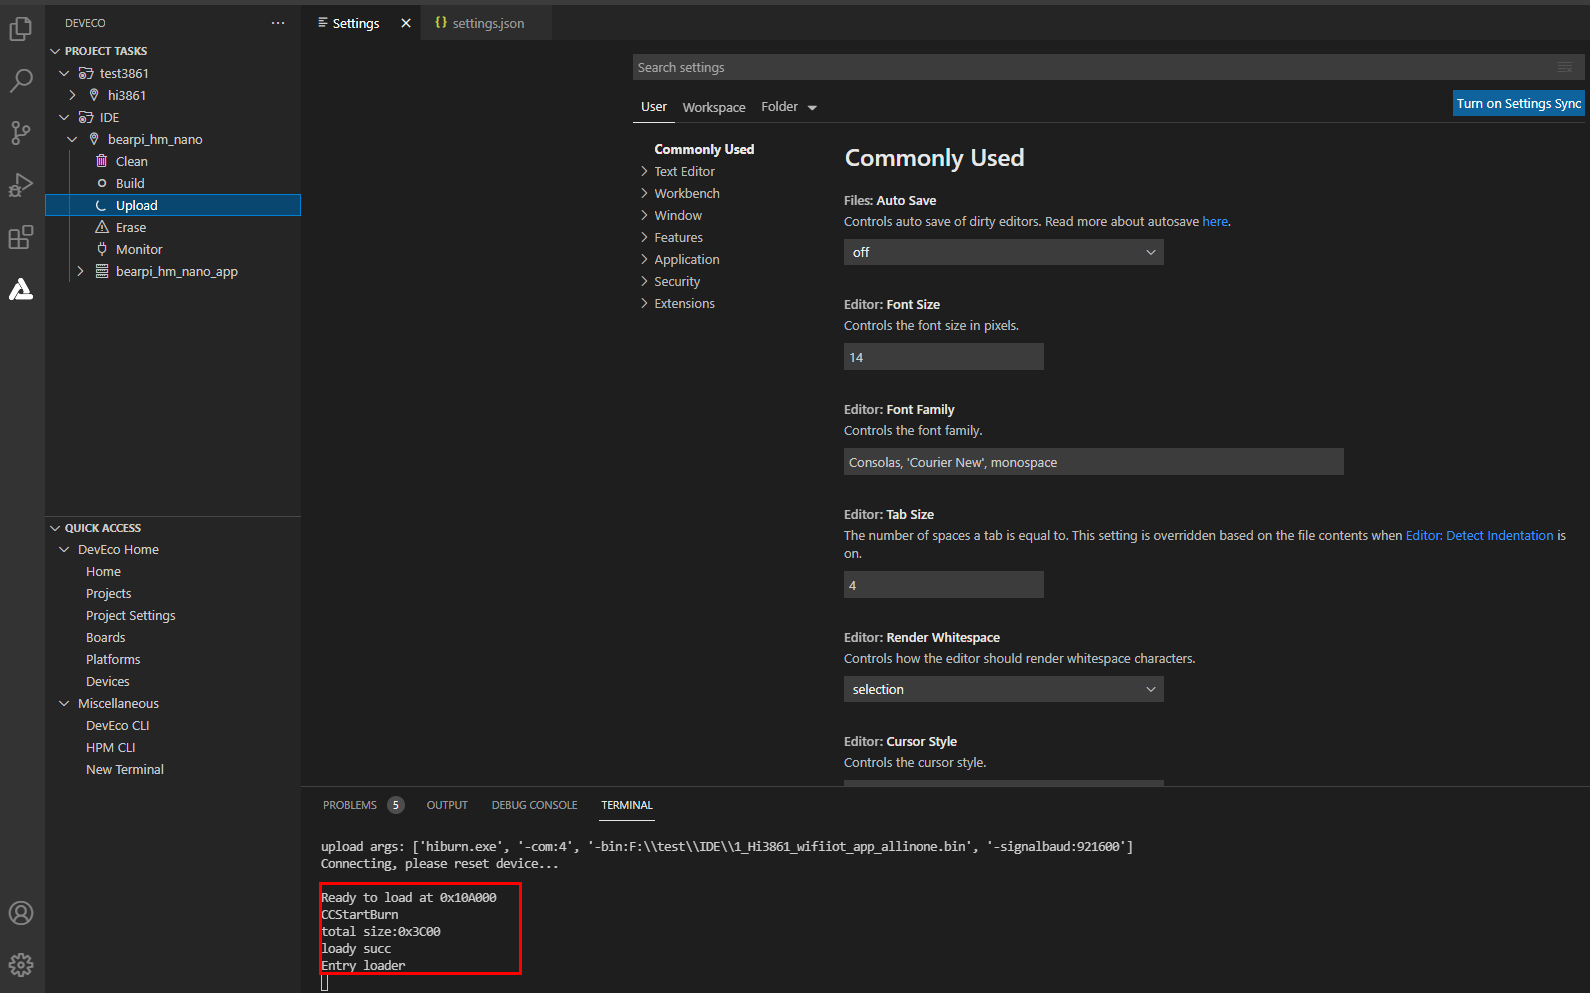 DEVECO
PROJECT TASKS
test3861
hi3861
IDE
bearpi_hm_nano
Clean
Build
Upload
Erase
Monitor
bearpi_hm_nano_app
QUICK ACCESS
DevEco Home
Home
Projects
Project Settings
Boards
Platforms
Devices
Miscellaneous
DevEco CLI
HPM CLI
New Terminal
Settings
{} settings.json
Search settings
User Workspace Folder
Turn on Settings Sync
Commonly Used
Text Editor
Workbench
Window
Features
Application
Security
Extensions
Commonly Used
Files: Auto Save
Controls auto save of dirty editors. Read more about autosave here.
off
Editor: Font Size
Controls the font size in pixels.
14
Editor: Font Family
Controls the font family.
Consolas, 'Courier New', monospace
Editor: Tab Size
The number of spaces a tab is equal to. This setting is overridden based on the file contents when Editor: Detect Indentation is
on.
4
Editor: Render Whitespace
Controls how the editor should render whitespace characters.
selection
Editor: Cursor Style
Controls the cursor style.
PROBLEMS 5 OUTPUT DEBUG CONSOLE TERMINAL
upload args: ['hiburn.exe', '-com:4', '-bin:F:\\test\\IDE\\1_Hi3861_wifiiot_app_allinone.bin', '-signalbaud:921600']
Connecting, please reset device...
Ready to load at 0x10A000
CCStartBurn
total size:0x3C00
loady succ
Entry loader